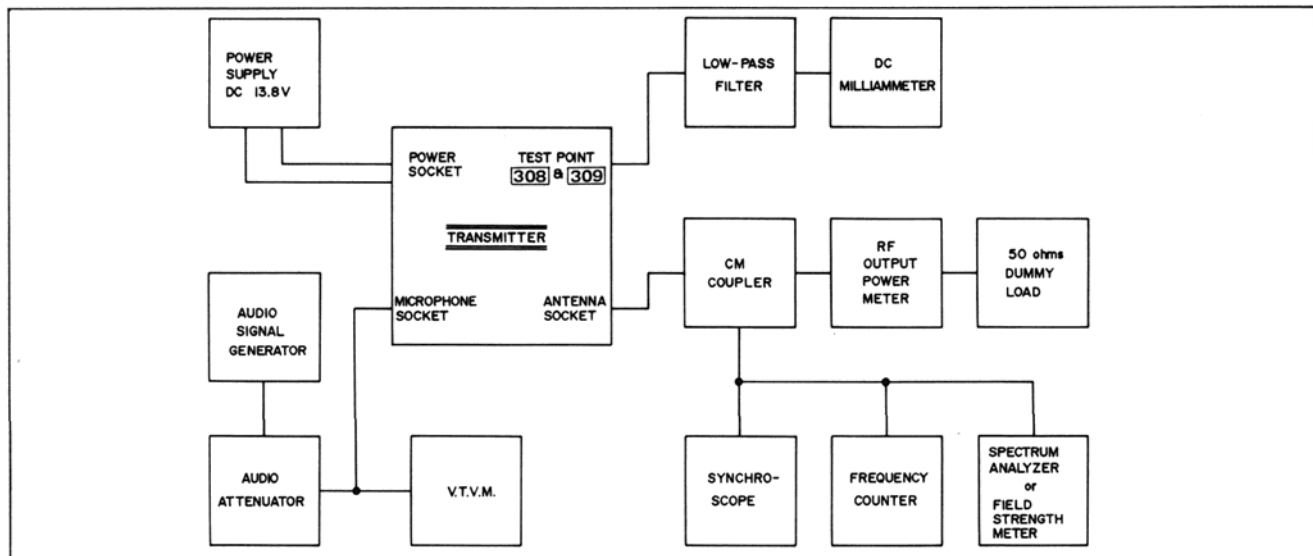 POWER
SUPPLY
DC 13.8V
LOW-PASS
FILTER
DC
MILLIAMMETER
POWER
SOCKET
TEST POINT
308 & 309
TRANSMITTER
MICROPHONE
SOCKET
ANTENNA
SOCKET
CM
COUPLER
RF
OUTPUT
POWER
METER
50 ohms
DUMMY
LOAD
AUDIO
SIGNAL
GENERATOR
AUDIO
ATTENUATOR
V.T.V.M.
SYNCHRO-
SCOPE
FREQUENCY
COUNTER
SPECTRUM
ANALYZER
or
FIELD
STRENGTH
METER